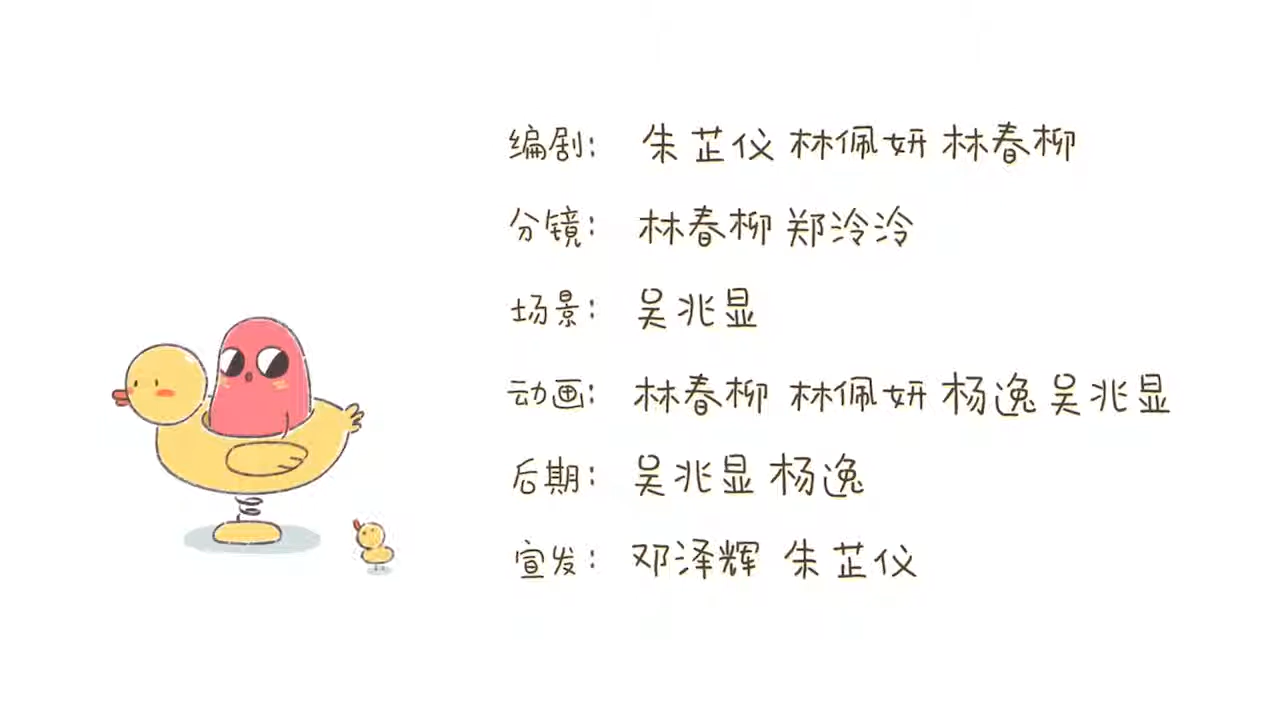 编剧: 朱芷仪 林佩妍 林春柳
分镜: 林春柳 郑泠泠
场景: 吴兆显
动画: 林春柳 林佩妍 杨逸 吴兆显
后期: 吴兆显 杨逸
宣发: 邓泽辉 朱芷仪